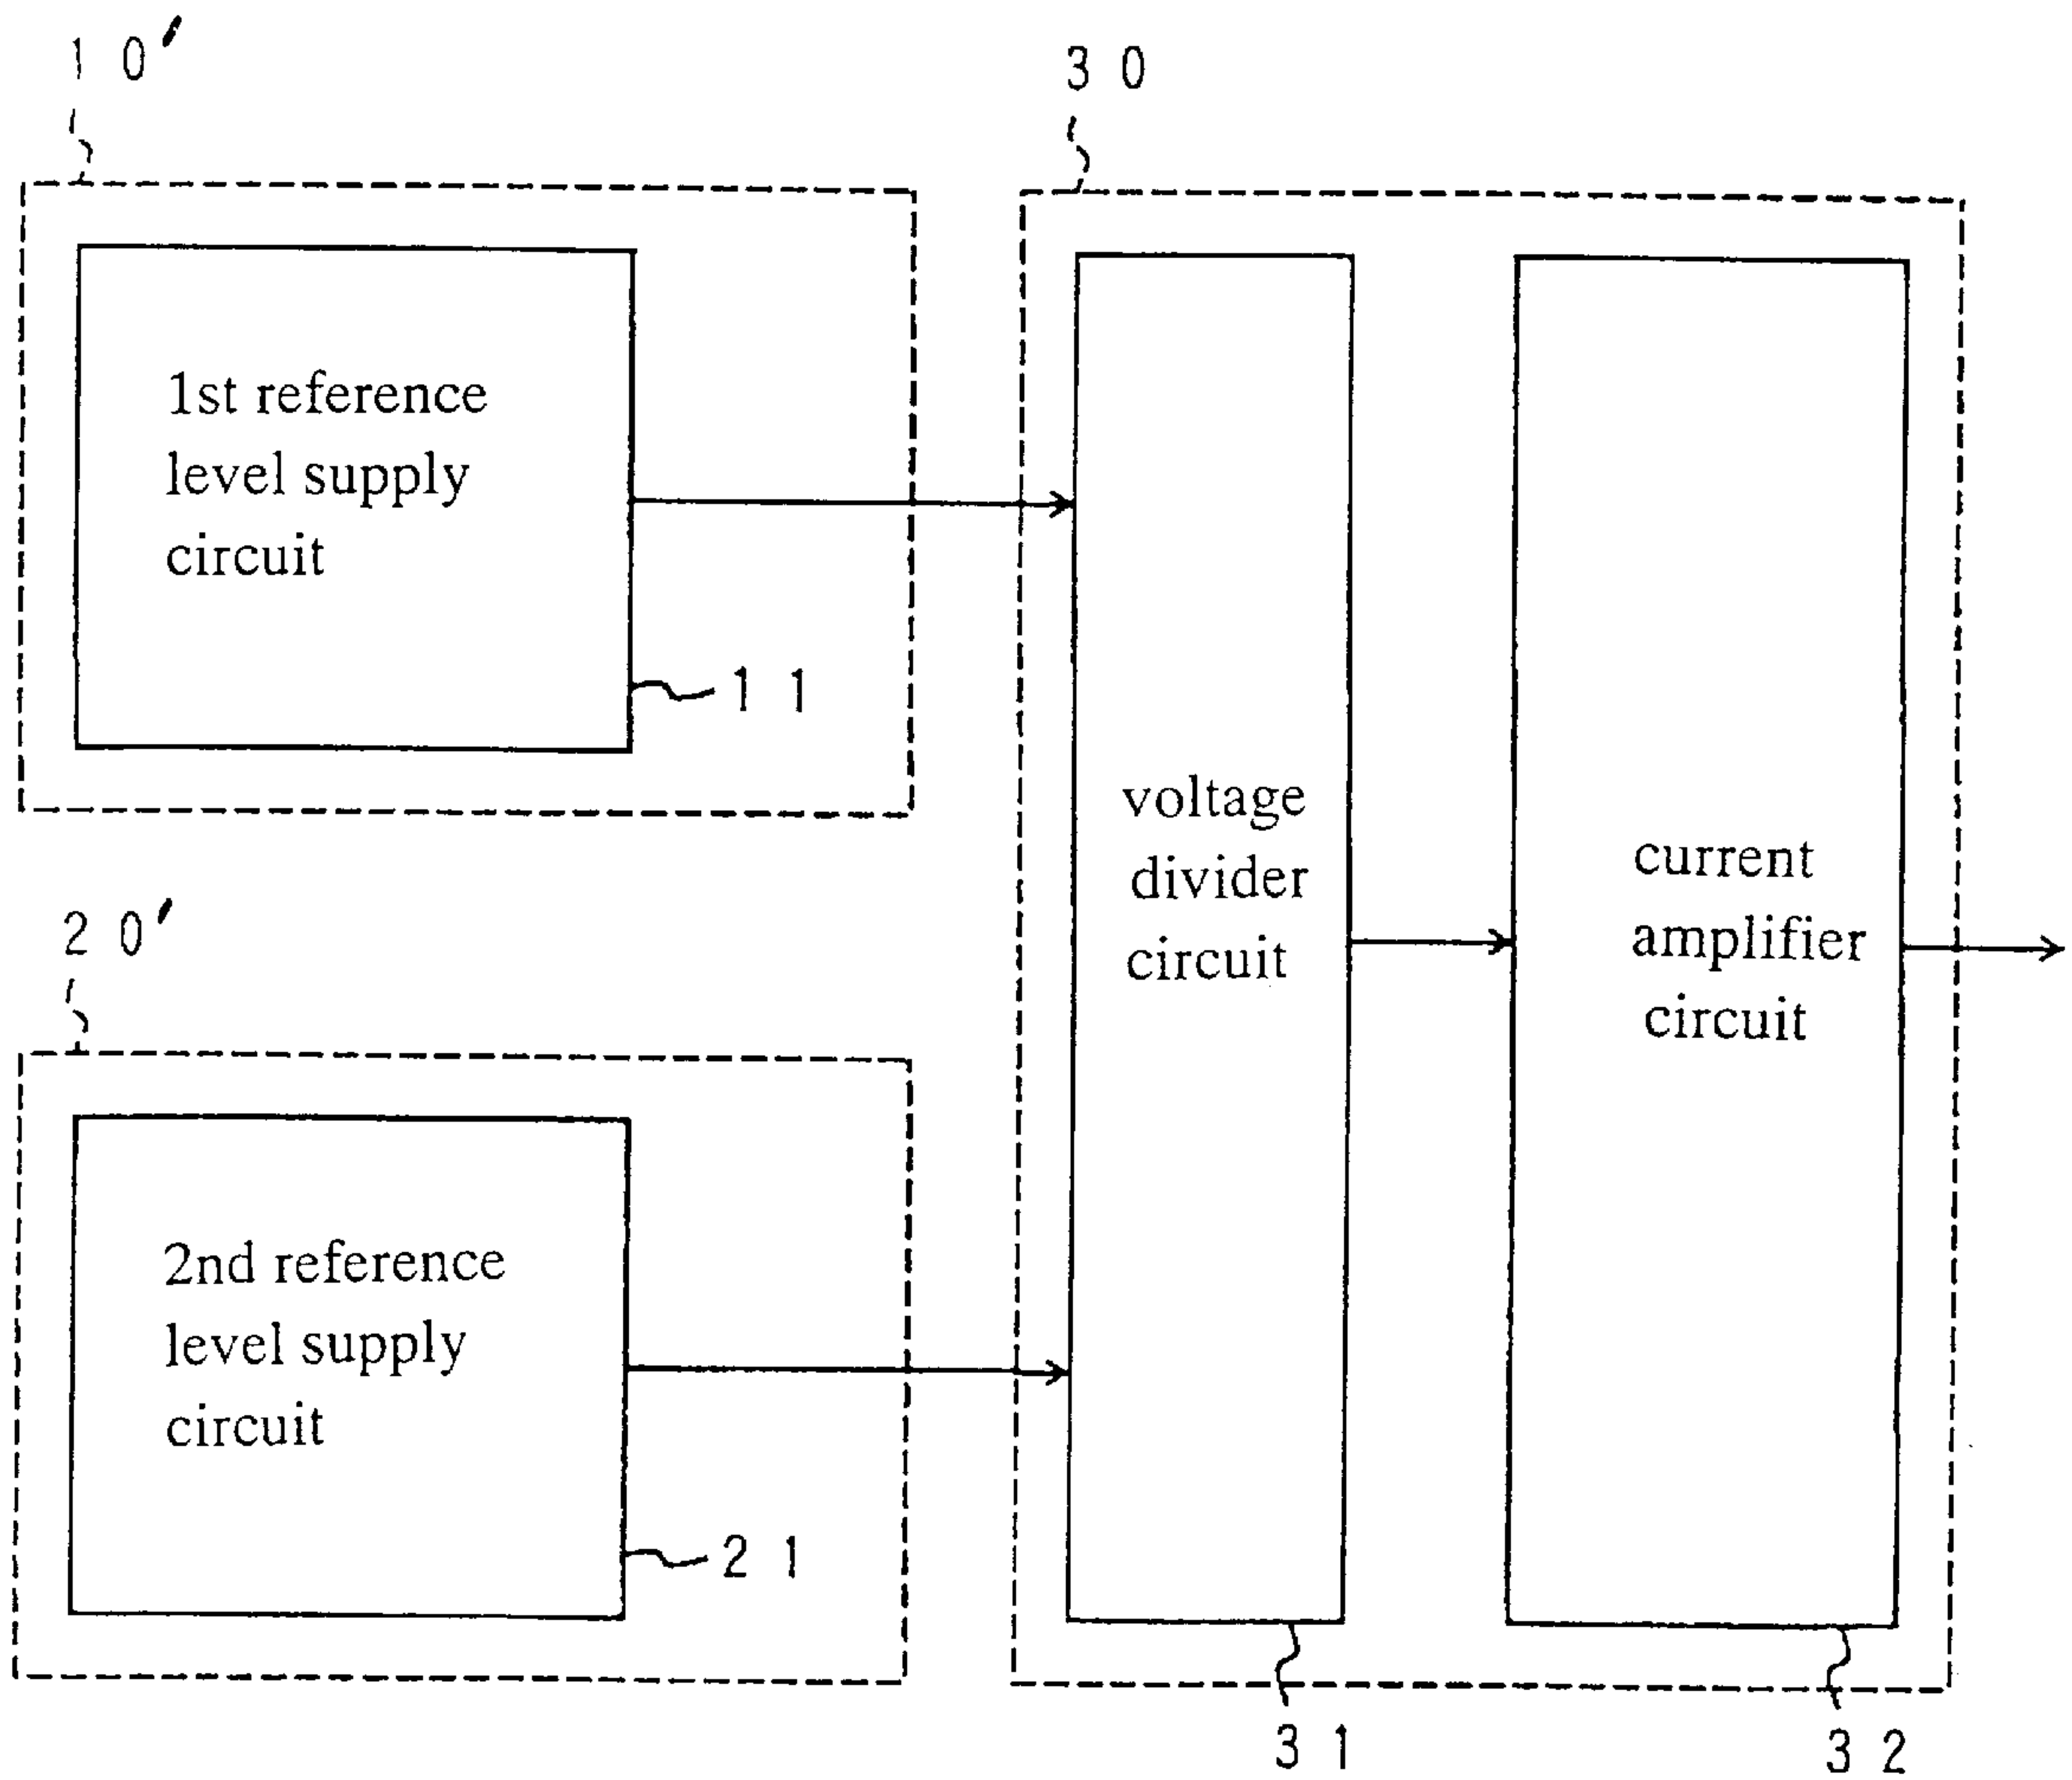 10′
30
1st reference
level supply
circuit
11
voltage
divider
circuit
current
amplifier
circuit
20′
2nd reference
level supply
circuit
21
31
32